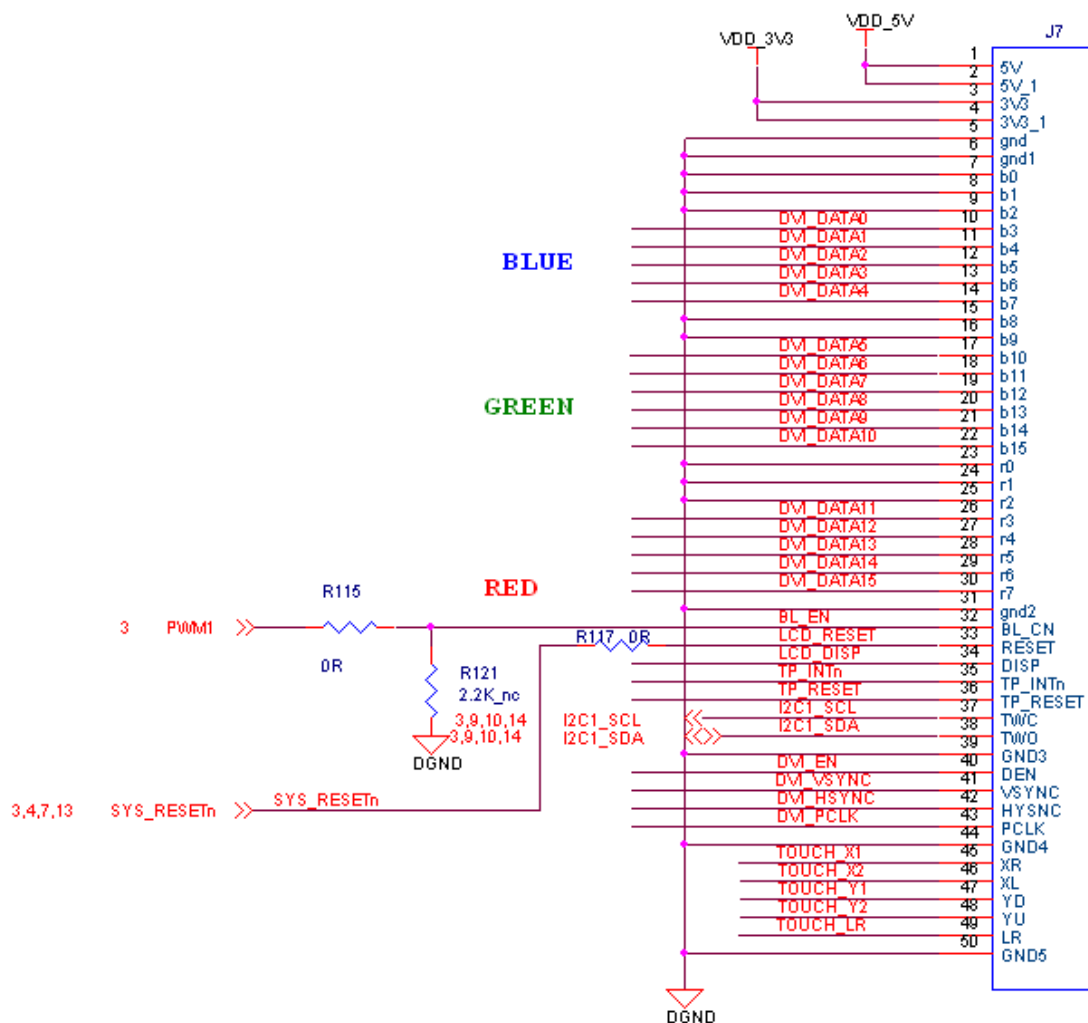 VDD_5V
VDD_3V3
J7
1
5V
2
5V_1
3
3V3
4
3V3_1
5
gnd
6
gnd1
7
b0
8
b1
9
b2
DVI_DATA0 10
b3
DVI_DATA1 11
b4
DVI_DATA2 12
b5
BLUE
DVI_DATA3 13
b6
DVI_DATA4 14
b7
15
b8
16
b9
DVI_DATA5 17
b10
DVI_DATA6 18
b11
DVI_DATA7 19
b12
DVI_DATA8 20
b13
GREEN
DVI_DATA9 21
b14
DVI_DATA10 22
b15
23
r0
24
r1
25
r2
DVI_DATA11 26
r3
DVI_DATA12 27
r4
DVI_DATA13 28
r5
DVI_DATA14 29
r6
RED
DVI_DATA15 30
r7
R115
31
gnd2
BL_EN 32
3 PWM1
BL_CN
R117 0R
LCD_RESET 33
RESET
0R
LCD_DISP 34
DISP
R121
2.2K_nc
TP_INTn 35
TP_INTn
TP_RESET 36
TP_RESET
3,9,10,14 I2C1_SCL
I2C1_SCL 37
TWC
3,9,10,14 I2C1_SDA
I2C1_SDA 38
TWO
DGND
39
GND3
DVI_EN 40
DEN
DVI_VSYNC 41
VSYNC
3,4,7,13 SYS_RESETn SYS_RESETn
DVI_HSYNC 42
HYSNC
DVI_PCLK 43
PCLK
44
GND4
TOUCH_X1 45
XR
TOUCH_X2 46
XL
TOUCH_Y1 47
YD
TOUCH_Y2 48
YU
TOUCH_LR 49
LR
50
GND5
DGND